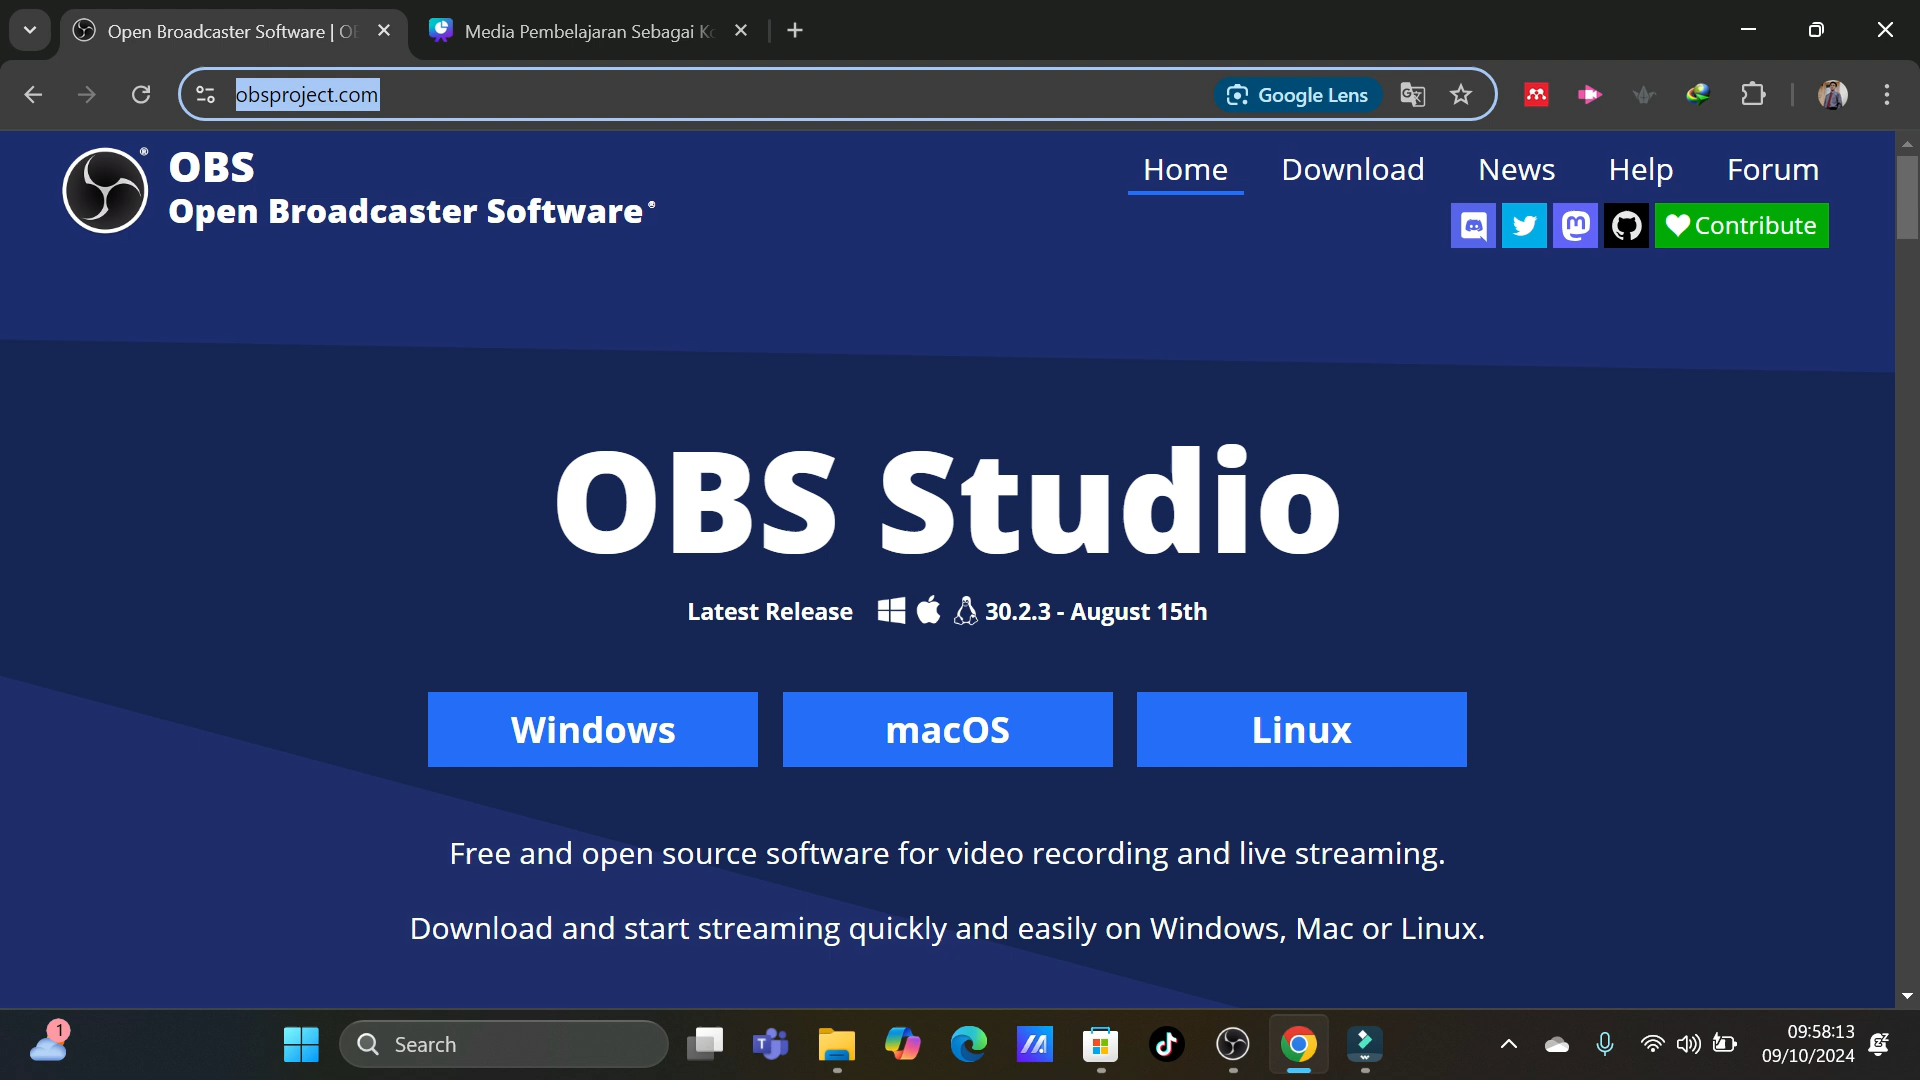 Open Broadcaster Software | OB
Media Pembelajaran Sebagai Ko
obsproject.com
Google Lens
OBS
Open Broadcaster Software®
Home
Download
News
Help
Forum
Contribute
OBS Studio
Latest Release 30.2.3 - August 15th
Windows
macOS
Linux
Free and open source software for video recording and live streaming.
Download and start streaming quickly and easily on Windows, Mac or Linux.
1
Search
09:58:13
09/10/2024